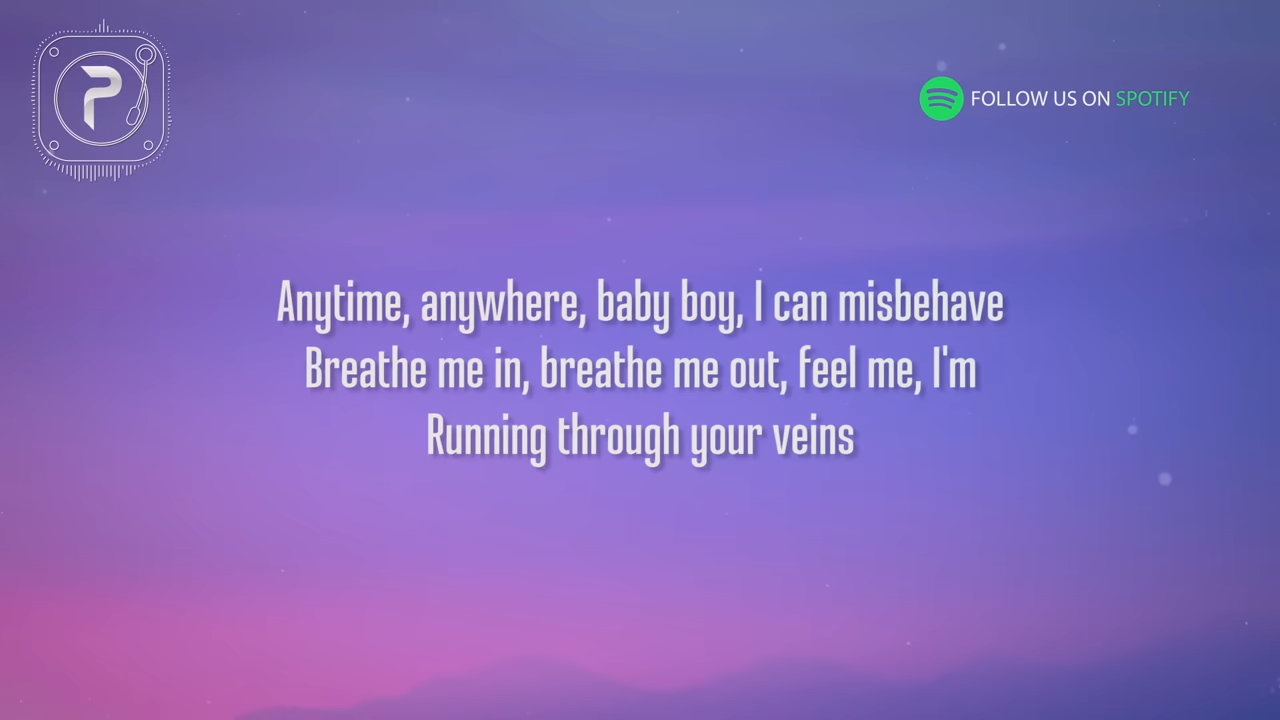 P
FOLLOW US ON SPOTIFY
Anytime, anywhere, baby boy, I can misbehave
Breathe me in, breathe me out, feel me, I'm
Running through your veins